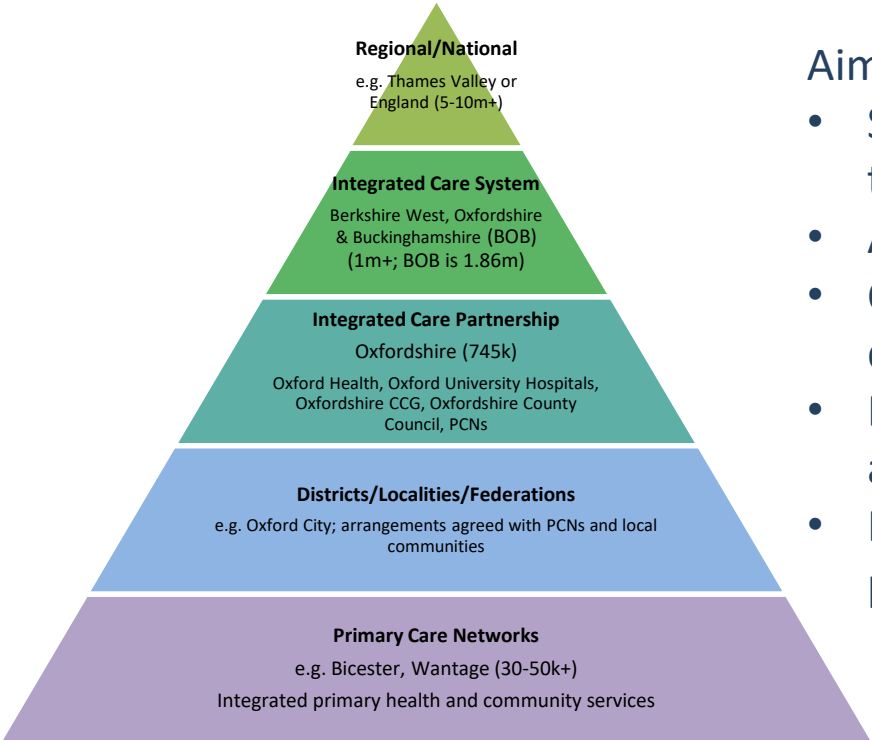 Regional/National
e.g. Thames Valley or
England (5-10m+)
Integrated Care System
Berkshire West, Oxfordshire
& Buckinghamshire (BOB)
(1m+; BOB is 1.86m)
Integrated Care Partnership
Oxfordshire (745k)
Oxford Health, Oxford University Hospitals,
Oxfordshire CCG, Oxfordshire County
Council, PCNs
Districts/Localities/Federations
e.g. Oxford City; arrangements agreed with PCNs and local
communities
Primary Care Networks
e.g. Bicester, Wantage (30-50k+)
Integrated primary health and community services